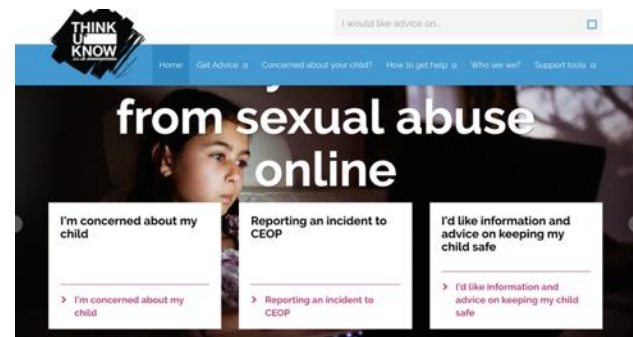 THINK
U
KNOW
.co.uk
I would like advice on...
Home Get Advice Concerned about your child? How to get help Who are we? Support tools
from sexual abuse
online
I'm concerned about my
child
I'm concerned about my
child
Reporting an incident to
CEOP
Reporting an incident to
CEOP
I'd like information and
advice on keeping my
child safe
I'd like information and
advice on keeping my child
safe